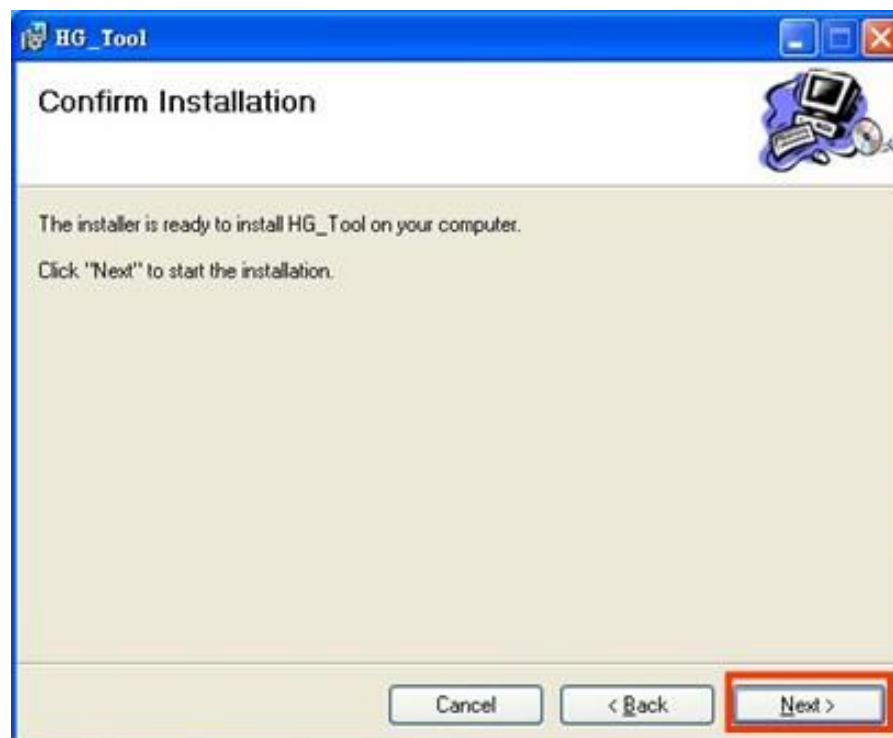 HG_Tool
Confirm Installation
The installer is ready to install HG_Tool on your computer.
Click "Next" to start the installation.
Cancel
< Back
Next >